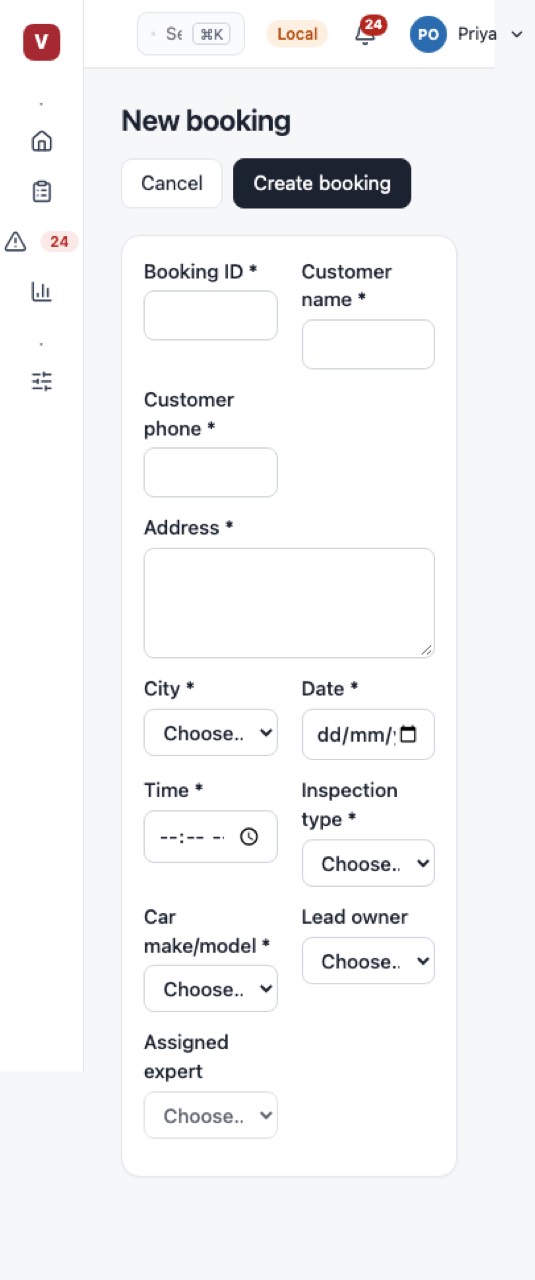 V
Se ⌘K
Local
24
PO
Priya
24
New booking
Cancel
Create booking
Booking ID *
Customer
name *
Customer
phone *
Address *
City *
Date *
Choose..
dd/mm/y
Time *
Inspection
type *
--:-- --
Choose..
Car
make/model *
Lead owner
Choose..
Choose..
Assigned
expert
Choose..